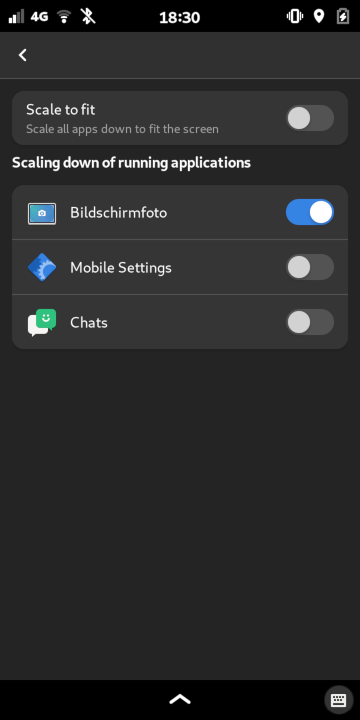 4G
18:30
Scale to fit
Scale all apps down to fit the screen
Scaling down of running applications
Bildschirmfoto
Mobile Settings
Chats